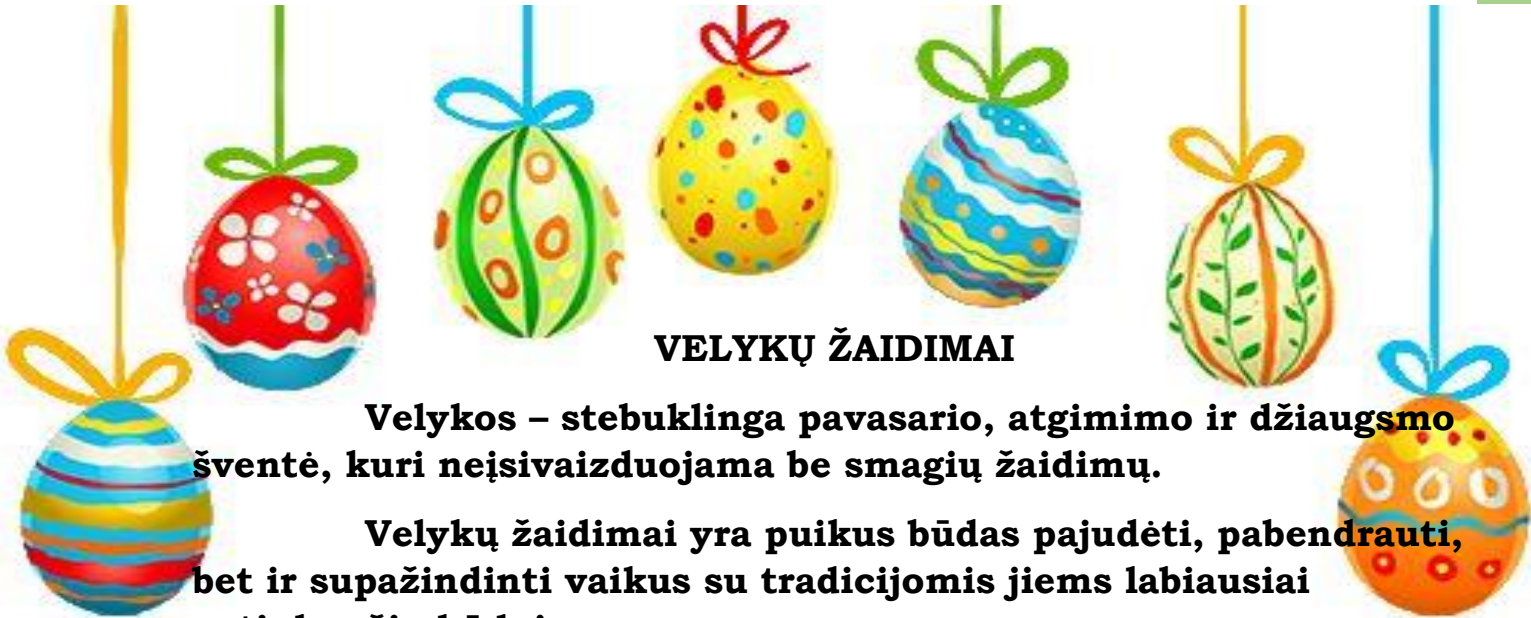 VELYKŲ ŽAIDIMAI
Velykos – stebuklinga pavasario, atgimimo ir džiaugsmo
šventė, kuri neįsivaizduojama be smagių žaidimų.
Velykų žaidimai yra puikus būdas pajudėti, pabendrauti,
bet ir supažindinti vaikus su tradicijomis jiems labiausiai